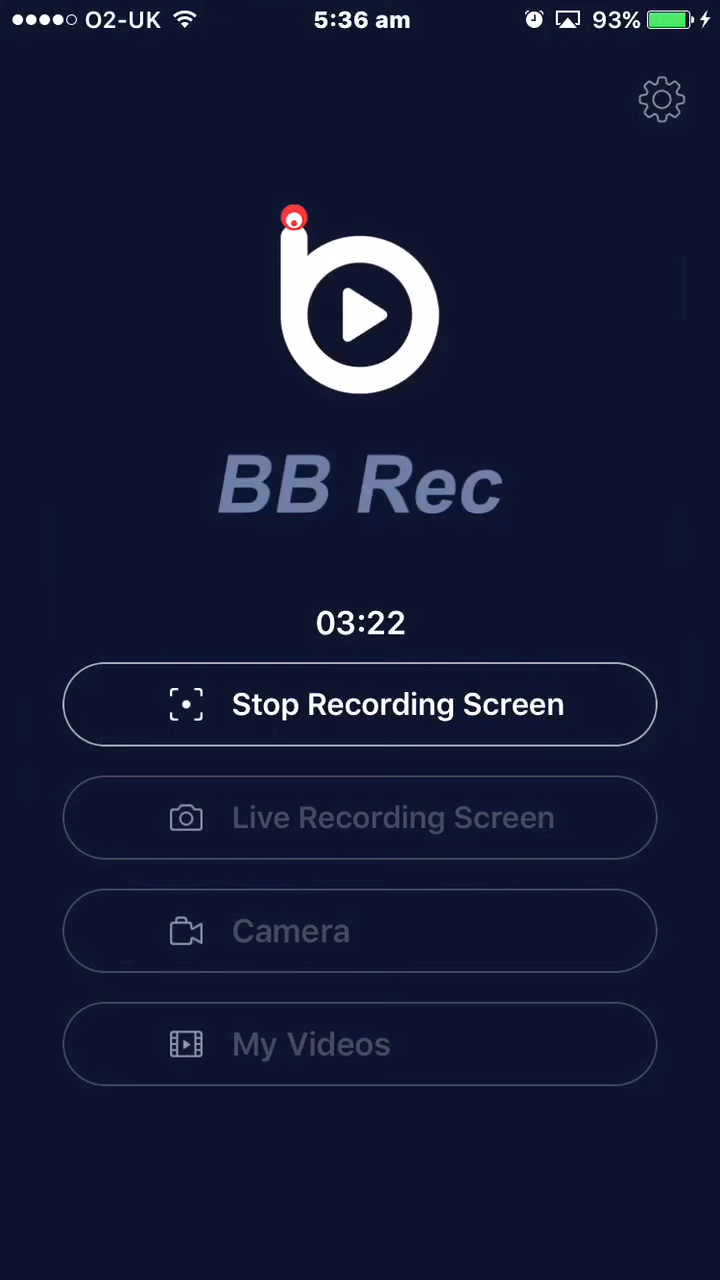 O2-UK 5:36 am 93%
BB Rec
03:22
Stop Recording Screen
Live Recording Screen
Camera
My Videos